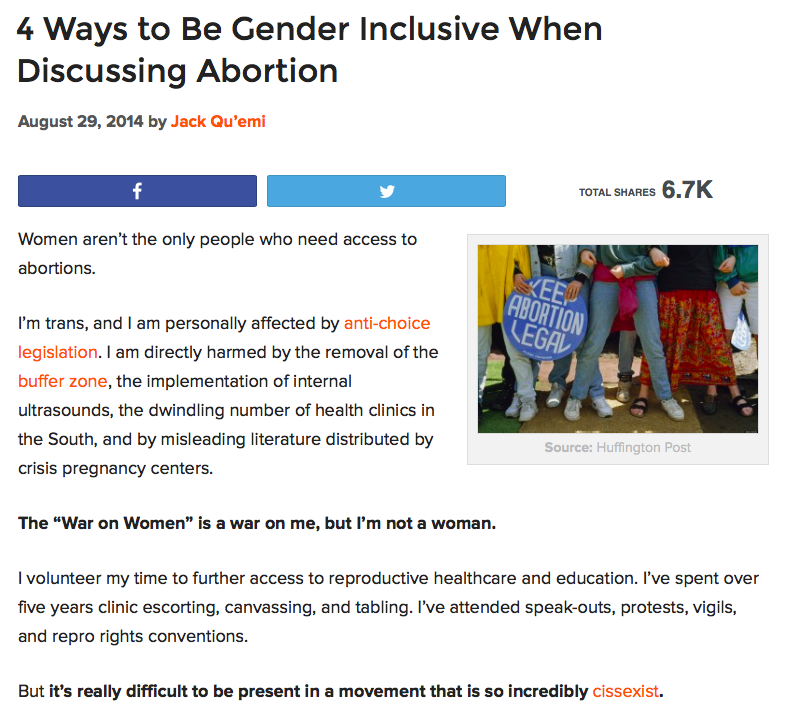 4 Ways to Be Gender Inclusive When
Discussing Abortion
August 29, 2014 by Jack Qu’emi
f
TOTAL SHARES 6.7K
Women aren’t the only people who need access to
abortions.
I’m trans, and I am personally affected by anti-choice
legislation. I am directly harmed by the removal of the
buffer zone, the implementation of internal
ultrasounds, the dwindling number of health clinics in
the South, and by misleading literature distributed by
crisis pregnancy centers.
KEEP
ABORTION
LEGAL
Source: Huffington Post
The “War on Women” is a war on me, but I’m not a woman.
I volunteer my time to further access to reproductive healthcare and education. I’ve spent over
five years clinic escorting, canvassing, and tabling. I’ve attended speak-outs, protests, vigils,
and repro rights conventions.
But it’s really difficult to be present in a movement that is so incredibly cissexist.